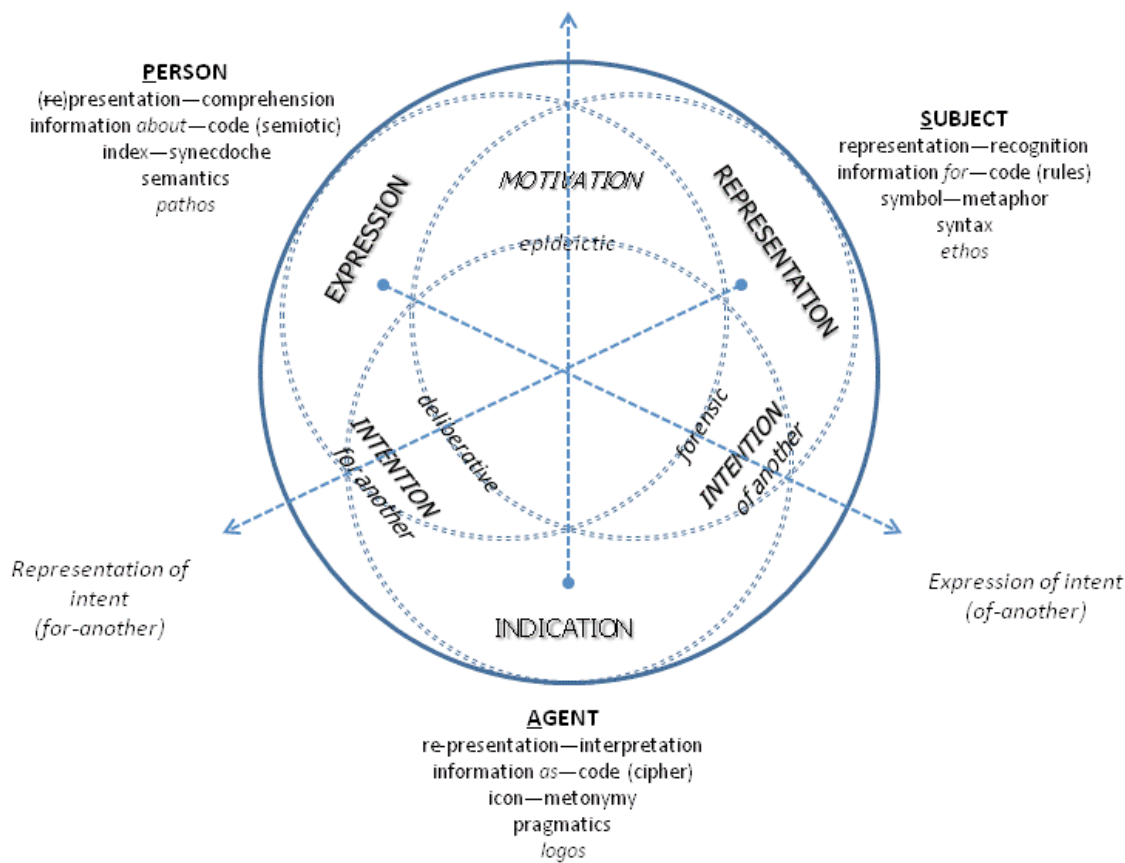 PERSON
(re)presentation—comprehension
information about—code (semiotic)
index—synecdoche
semantics
pathos
SUBJECT
representation—recognition
information for—code (rules)
symbol—metaphor
syntax
ethos
MOTIVATION
epideictic
EXPRESSION
REPRESENTATION
deliberative
INTENTION
for another
forensic
INTENTION
of another
Representation of
intent
(for-another)
Expression of intent
(of-another)
INDICATION
AGENT
re-presentation—interpretation
information as—code (cipher)
icon—metonymy
pragmatics
logos